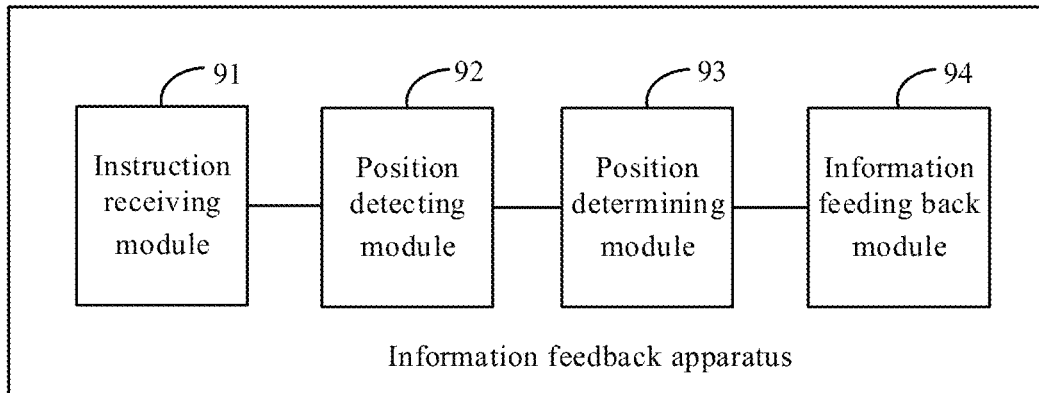 91
92
93
94
Instruction
receiving
module
Position
detecting
module
Position
determining
module
Information
feeding back
module
Information feedback apparatus